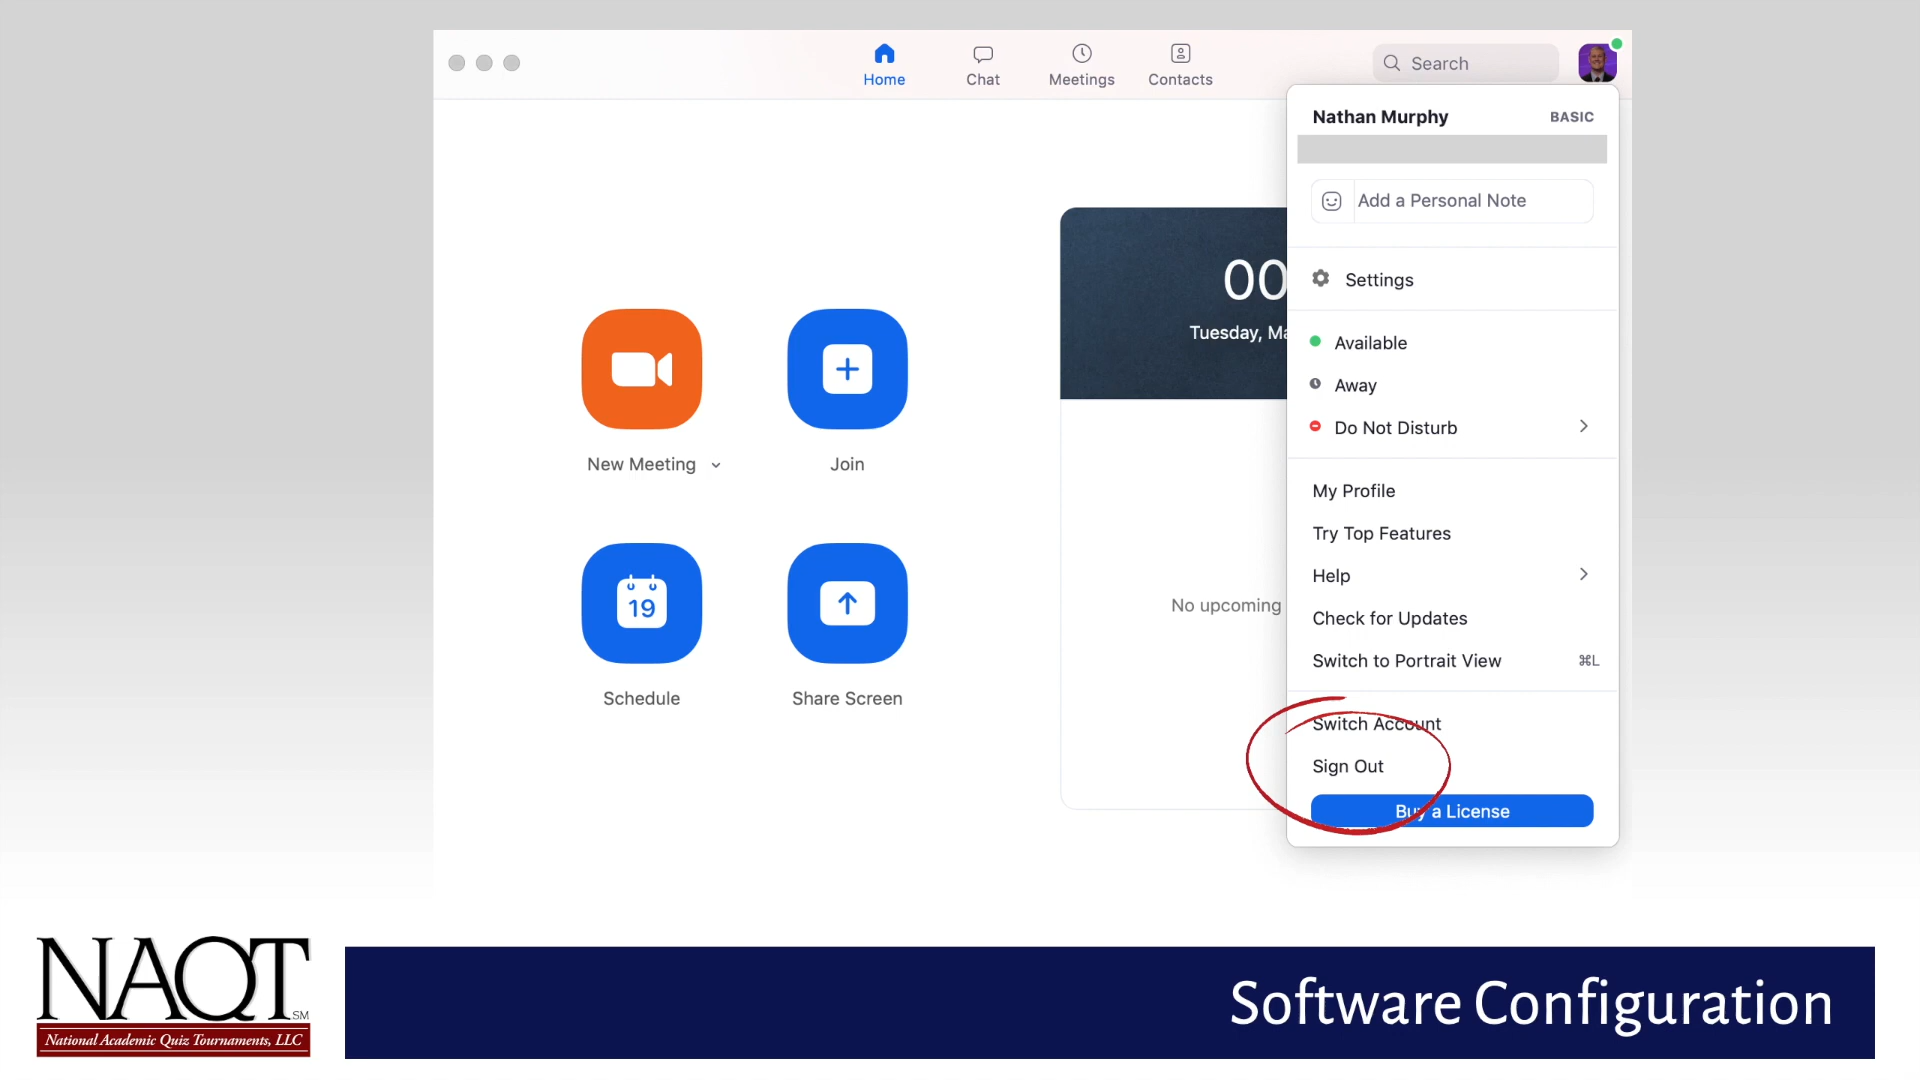 Home
Chat
Meetings
Contacts
Search
Nathan Murphy
BASIC
Add a Personal Note
Settings
Available
Away
Do Not Disturb
My Profile
Try Top Features
Help
Check for Updates
Switch to Portrait View ⌘L
Switch Account
Sign Out
Buy a License
00
Tuesday, Ma
No upcoming
New Meeting
Join
19
Schedule
Share Screen
NAQT SM
National Academic Quiz Tournaments, LLC
Software Configuration